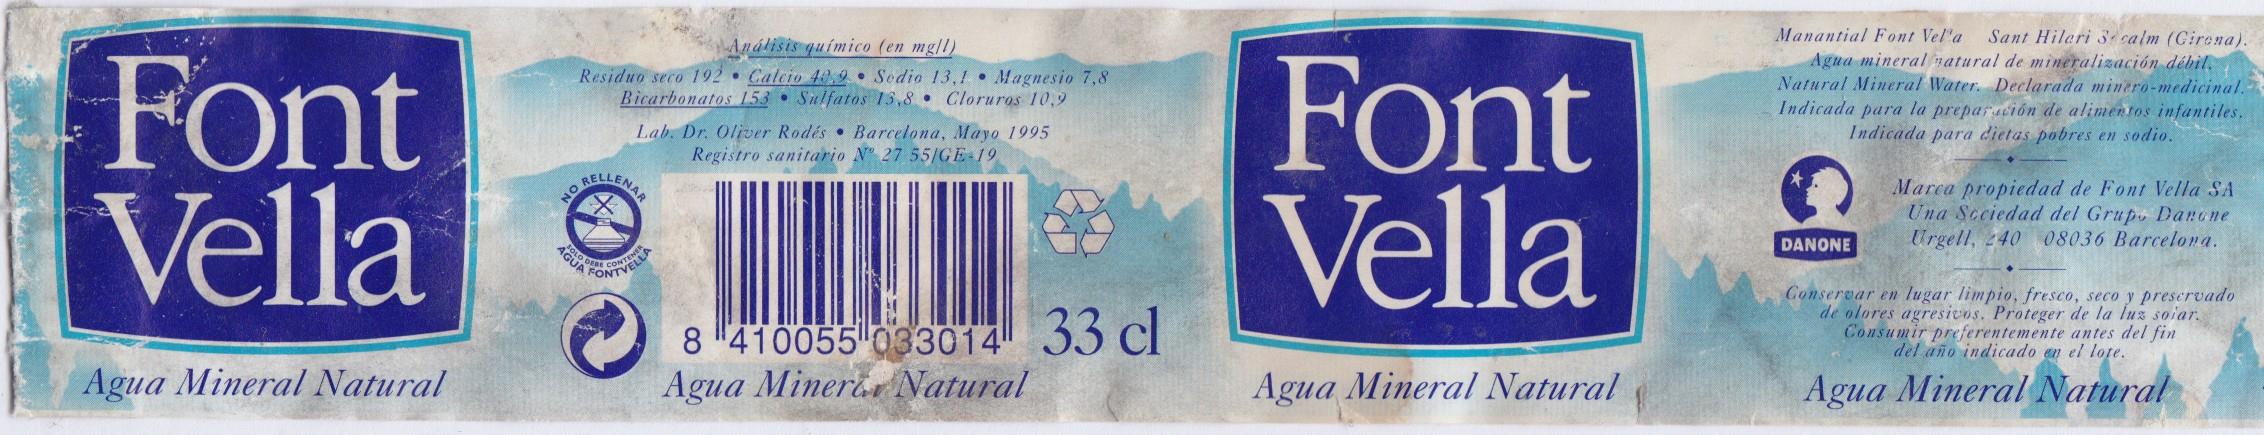 Font
Vella
Agua Mineral Natural
Análisis químico (en mg/l)
Residuo seco 192 • Calcio 40,9 • Sodio 13,1 • Magnesio 7,8
Bicarbonatos 153 • Sulfatos 13,8 • Cloruros 10,9
Lab. Dr. Oliver Rodés • Barcelona, Mayo 1995
Registro sanitario Nº 27 55/GE-19
NO RELLENAR
SOLO DEBE CONTENER
AGUA FONTVELLA
8 410055 033014
33 cl
Agua Mineral Natural
Font
Vella
Agua Mineral Natural
Manantial Font Vella Sant Hilari Sacalm (Girona).
Agua mineral natural de mineralización débil.
Natural Mineral Water. Declarada minero-medicinal.
Indicada para la preparación de alimentos infantiles.
Indicada para dietas pobres en sodio.
DANONE
Marca propiedad de Font Vella SA
Una Sociedad del Grupo Danone
Urgell, 240 08036 Barcelona.
Conservar en lugar limpio, fresco, seco y preservado
de olores agresivos. Proteger de la luz solar.
Consumir preferentemente antes del fin
del año indicado en el lote.
Agua Mineral Natural